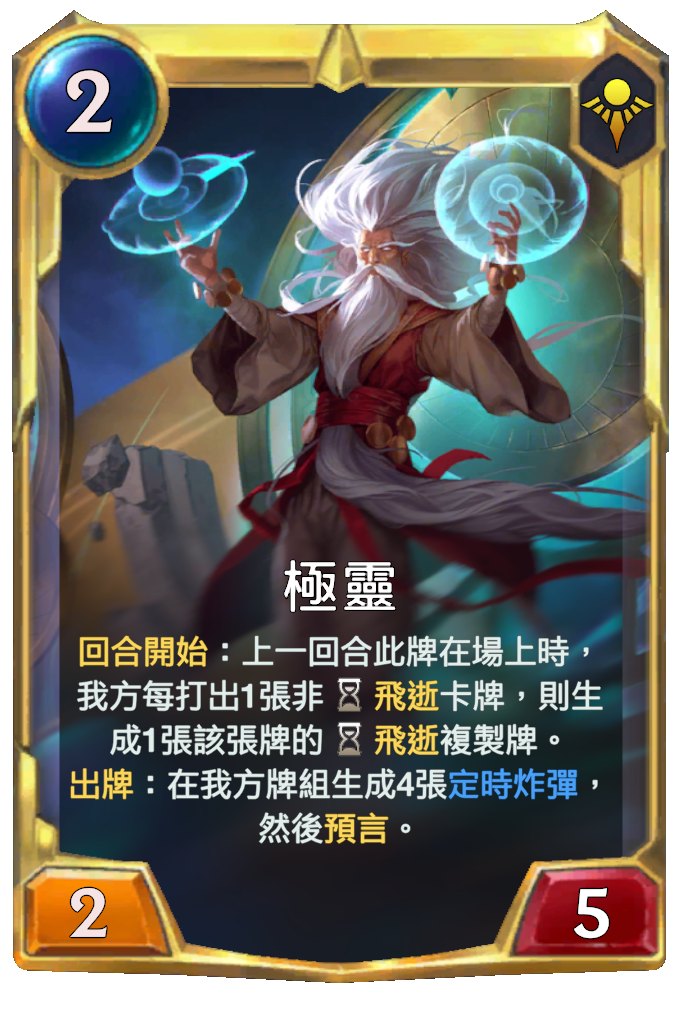 2
極靈
回合開始：上一回合此牌在場上時，
我方每打出1張非 飛逝卡牌，則生
成1張該張牌的 飛逝複製牌。
出牌：在我方牌組生成4張定時炸彈，
然後預言。
2
5